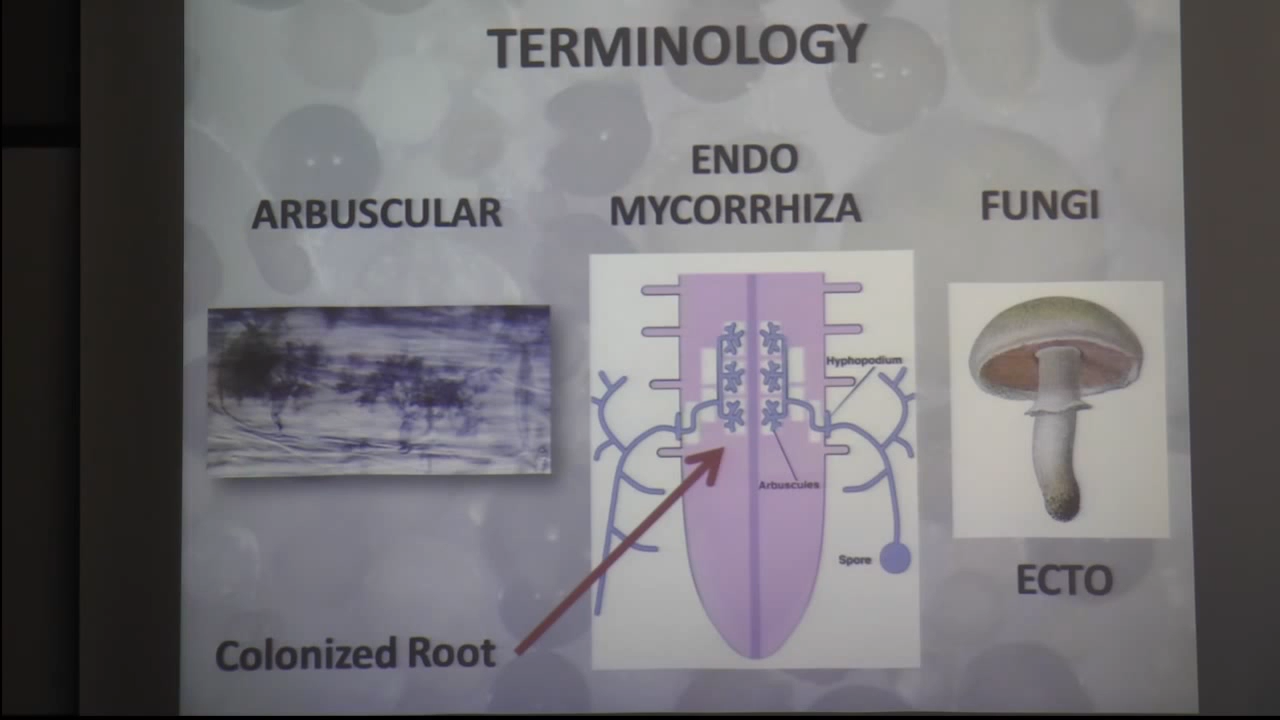 TERMINOLOGY
ARBUSCULAR
ENDO
MYCORRHIZA
FUNGI
Hyphopodium
Arbuscules
Spore
ECTO
Colonized Root